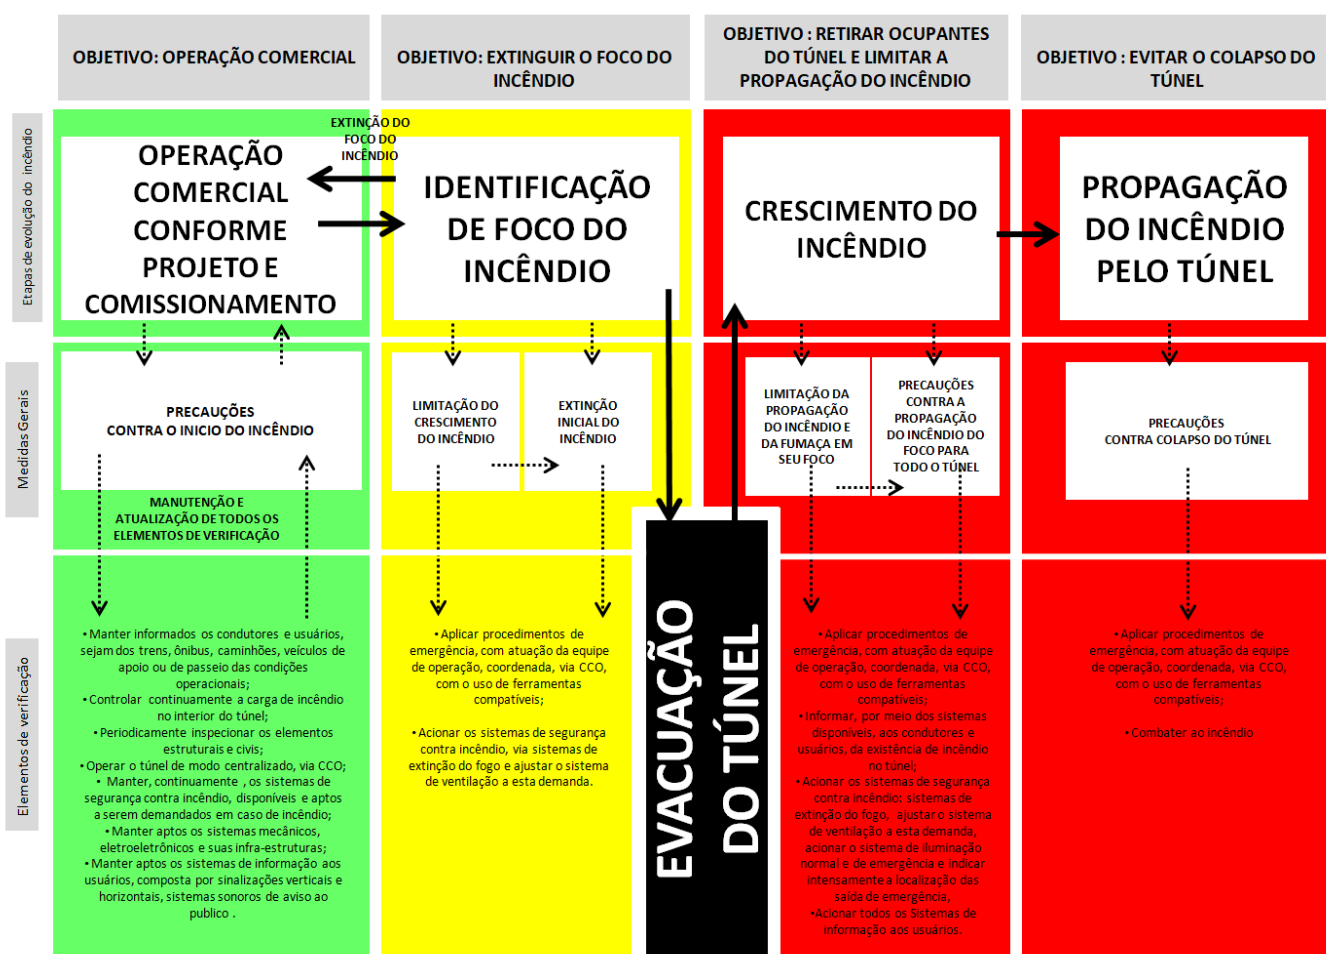 OBJETIVO: OPERAÇÃO COMERCIAL
OBJETIVO: EXTINGUIR O FOCO DO
INCÊNDIO
OBJETIVO : RETIRAR OCUPANTES
DO TÚNEL E LIMITAR A
PROPAGAÇÃO DO INCÊNDIO
OBJETIVO : EVITAR O COLAPSO DO
TÚNEL
Etapas de evolução do incêndio
OPERAÇÃO
COMERCIAL
CONFORME
PROJETO E
COMISSIONAMENTO
EXTINÇÃO DO
FOCO DO
INCÊNDIO
IDENTIFICAÇÃO
DE FOCO DO
INCÊNDIO
CRESCIMENTO DO
INCÊNDIO
PROPAGAÇÃO
DO INCÊNDIO
PELO TÚNEL
Medidas Gerais
PRECAUÇÕES
CONTRA O INICIO DO INCÊNDIO
MANUTENÇÃO E
ATUALIZAÇÃO DE TODOS OS
ELEMENTOS DE VERIFICAÇÃO
LIMITAÇÃO DO
CRESCIMENTO
DO INCÊNDIO
EXTINÇÃO
INICIAL DO
INCÊNDIO
LIMITAÇÃO DA
PROPAGAÇÃO
DO INCÊNDIO E
DA FUMAÇA EM
SEU FOCO
PRECAUÇÕES
CONTRA A
PROPAGAÇÃO
DO INCÊNDIO DO
FOCO PARA
TODO O TÚNEL
PRECAUÇÕES
CONTRA COLAPSO DO TÚNEL
Elementos de verificação
• Manter informados os condutores e usuários,
sejam dos trens, ônibus, caminhões, veículos de
apoio ou de passeio das condições
operacionais;
• Controlar continuamente a carga de incêndio
no interior do túnel;
• Periodicamente inspecionar os elementos
estruturais e civis;
• Operar o túnel de modo centralizado, via CCO;
• Manter, continuamente , os sistemas de
segurança contra incêndio, disponíveis e aptos
a serem demandados em caso de incêndio;
• Manter aptos os sistemas mecânicos,
eletroeletrônicos e suas infra-estruturas;
• Manter aptos os sistemas de informação aos
usuários, composta por sinalizações verticais e
horizontais, sistemas sonoros de aviso ao
publico .
• Aplicar procedimentos de
emergência, com atuação da equipe
de operação, coordenada, via CCO,
com o uso de ferramentas
compatíveis;
• Acionar os sistemas de segurança
contra incêndio, via sistemas de
extinção do fogo e ajustar o sistema
de ventilação a esta demanda.
EVACUAÇÃO
DO TÚNEL
• Aplicar procedimentos de
emergência, com atuação da equipe
de operação, coordenada, via CCO,
com o uso de ferramentas
compatíveis;
• Informar, por meio dos sistemas
disponíveis, aos condutores e
usuários, da existência de incêndio
no túnel;
• Acionar os sistemas de segurança
contra incêndio: sistemas de
extinção do fogo, ajustar o sistema
de ventilação a esta demanda,
acionar o sistema de iluminação
normal e de emergência e indicar
intensamente a localização das
saída de emergência,
• Acionar todos os Sistemas de
informação aos usuários.
• Aplicar procedimentos de
emergência, com atuação da equipe
de operação, coordenada, via CCO,
com o uso de ferramentas
compatíveis;
• Combater ao incêndio